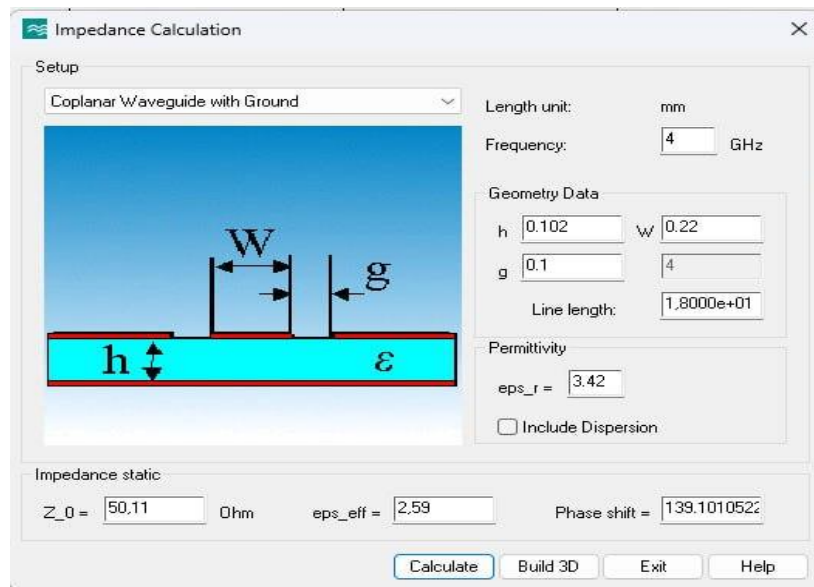 Impedance Calculation
Setup
Coplanar Waveguide with Ground
Length unit: mm
Frequency: 4 GHz
W
g
h
ε
Geometry Data
h 0.102 W 0.22
g 0.1 4
Line length: 1,8000e+01
Permittivity
eps_r = 3.42
Include Dispersion
Impedance static
Z_0 = 50,11 Ohm eps_eff = 2,59 Phase shift = 139.1010522
Calculate Build 3D Exit Help